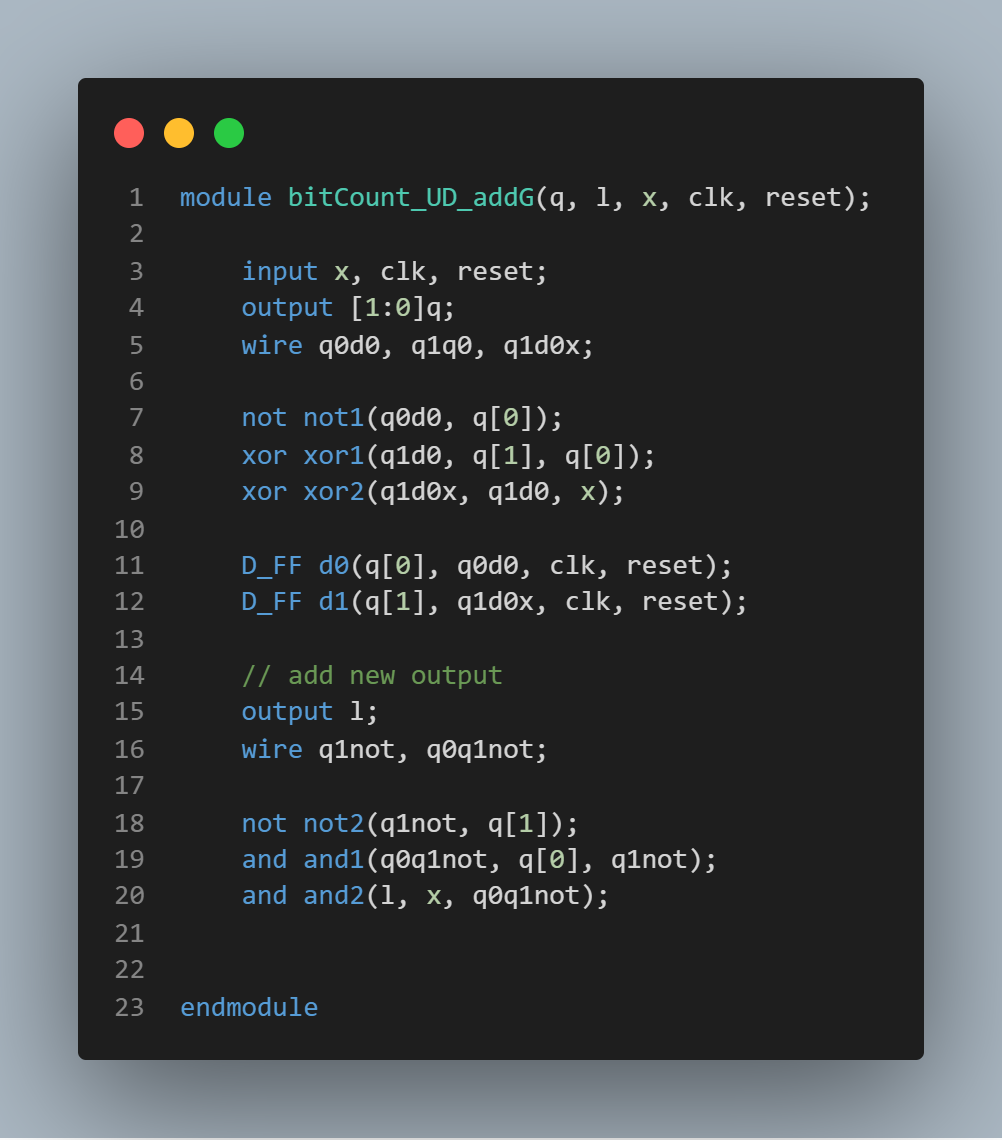 1 module bitCount_UD_addG(q, l, x, clk, reset);
2
3     input x, clk, reset;
4     output [1:0]q;
5     wire q0d0, q1q0, q1d0x;
6
7     not not1(q0d0, q[0]);
8     xor xor1(q1d0, q[1], q[0]);
9     xor xor2(q1d0x, q1d0, x);
10
11     D_FF d0(q[0], q0d0, clk, reset);
12     D_FF d1(q[1], q1d0x, clk, reset);
13
14     // add new output
15     output l;
16     wire q1not, q0q1not;
17
18     not not2(q1not, q[1]);
19     and and1(q0q1not, q[0], q1not);
20     and and2(l, x, q0q1not);
21
22
23 endmodule